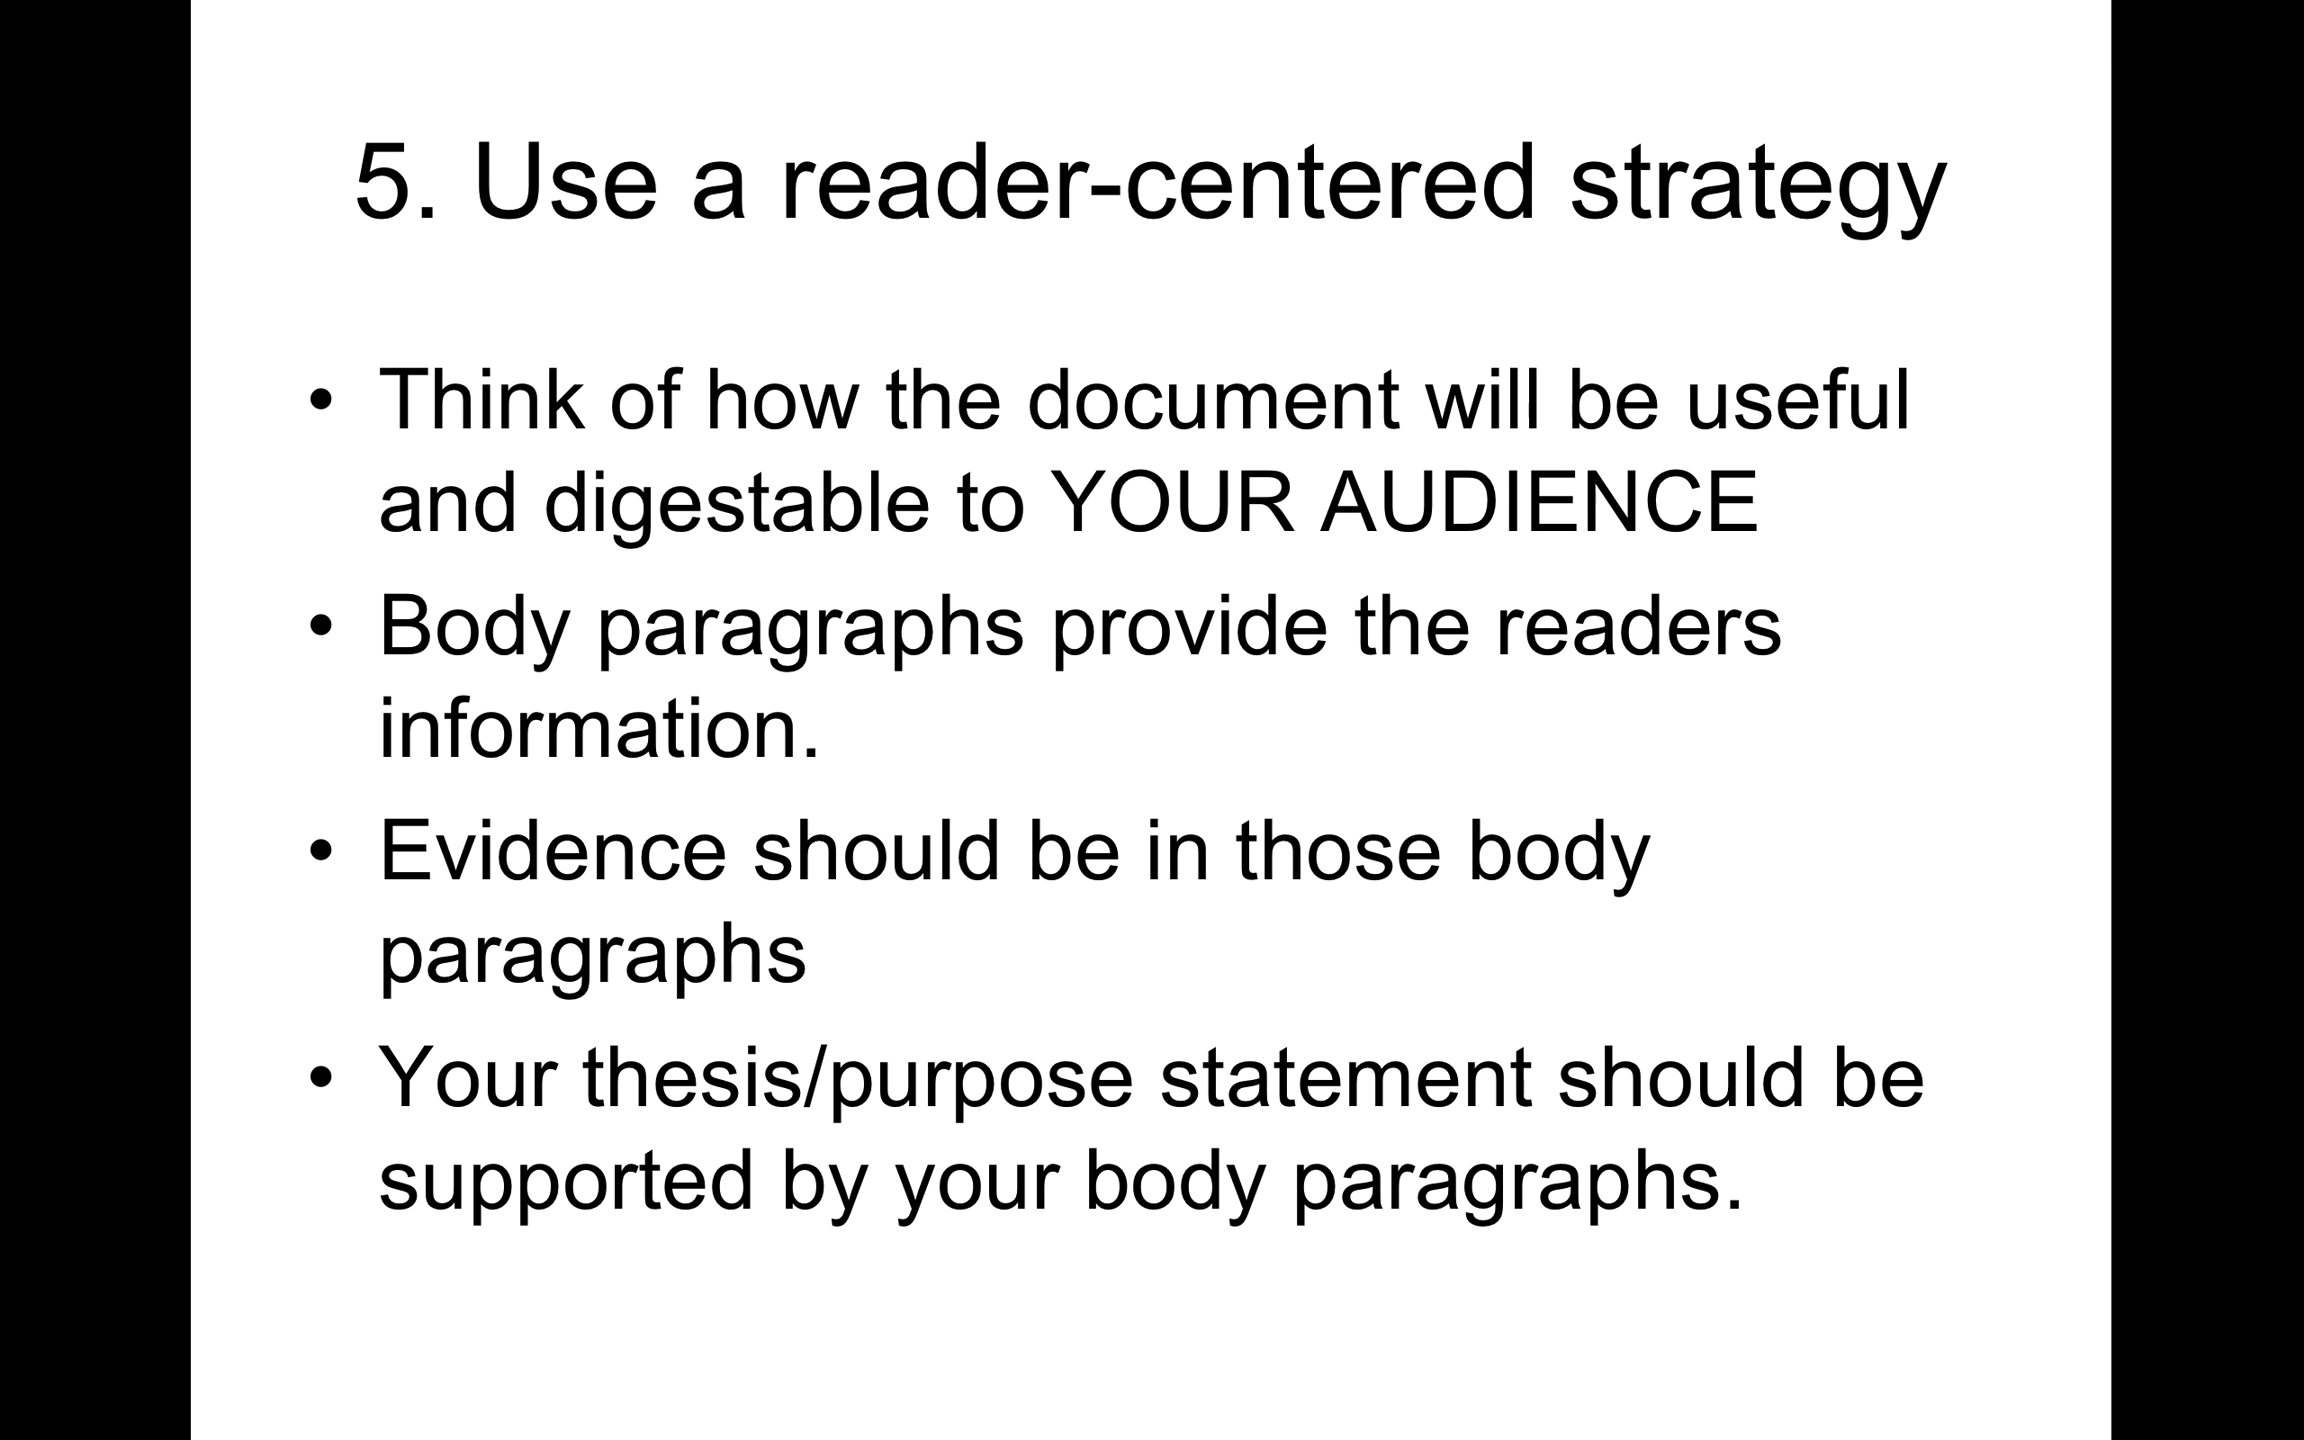 5. Use a reader-centered strategy
• Think of how the document will be useful
and digestable to YOUR AUDIENCE
• Body paragraphs provide the readers
information.
• Evidence should be in those body
paragraphs
• Your thesis/purpose statement should be
supported by your body paragraphs.